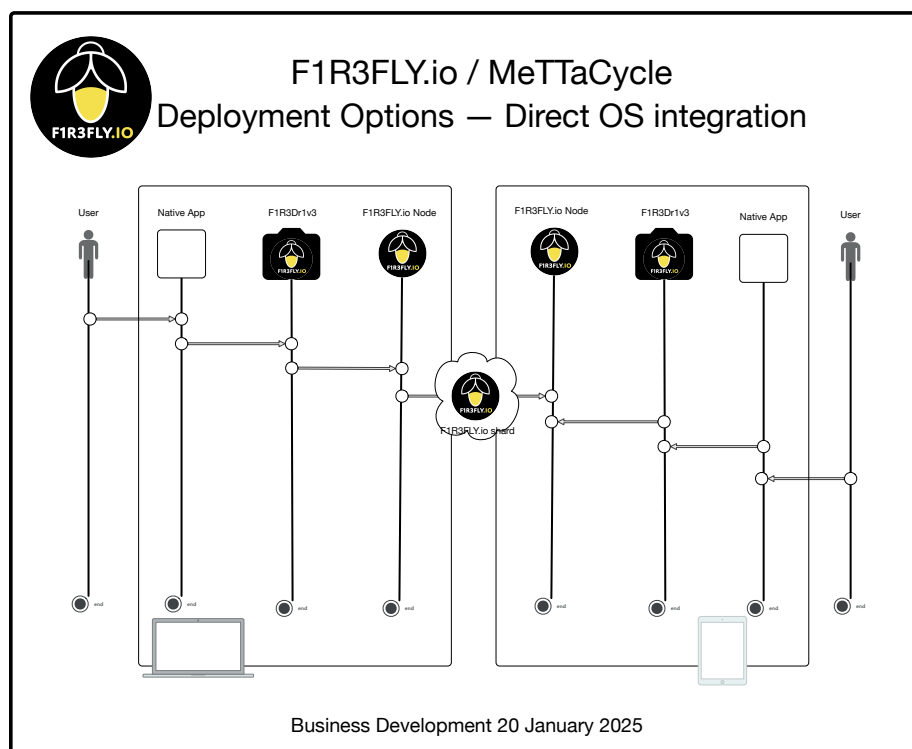 F1R3FLY.IO
F1R3FLY.io / MeTTaCycle
Deployment Options — Direct OS integration
User
Native App
F1R3Dr1v3
F1R3FLY.io Node
F1R3FLY.io Node
F1R3Dr1v3
Native App
User
F1R3FLY.IO
F1R3FLY.IO
F1R3FLY.IO
F1R3FLY.IO
F1R3FLY.IO
F1R3FLY.io shard
end
end
end
end
end
end
end
end
Business Development 20 January 2025